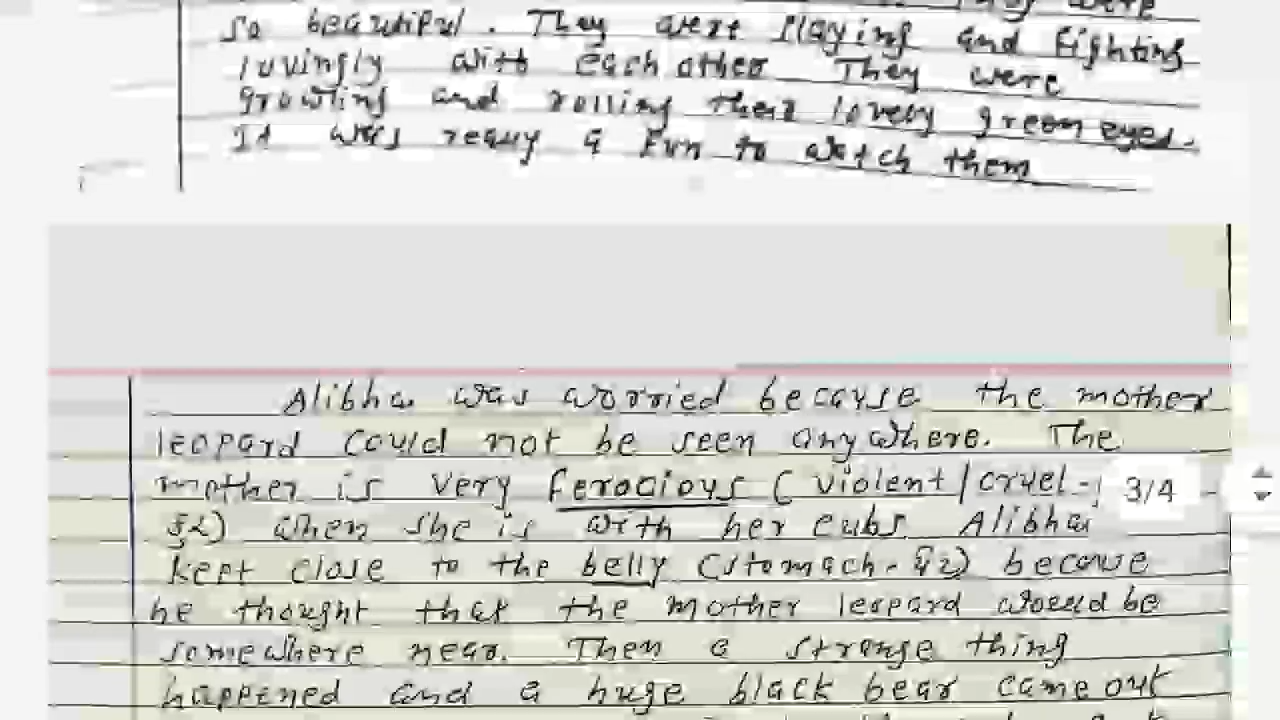 were
so beautiful. They were playing and fighting
lovingly with each other They were
growling and rolling their lovely green eyes.
It was really a fun to watch them
Alibha was worried because the mother
leopard could not be seen anywhere. The
mother is very ferocious (violent/cruel-
3/4
when she is with her cubs. Alibha
kept close to the belly (stomach- पेट) because
he thought that the mother leopard would be
somewhere near. Then a strange thing
happened and a huge black bear came out